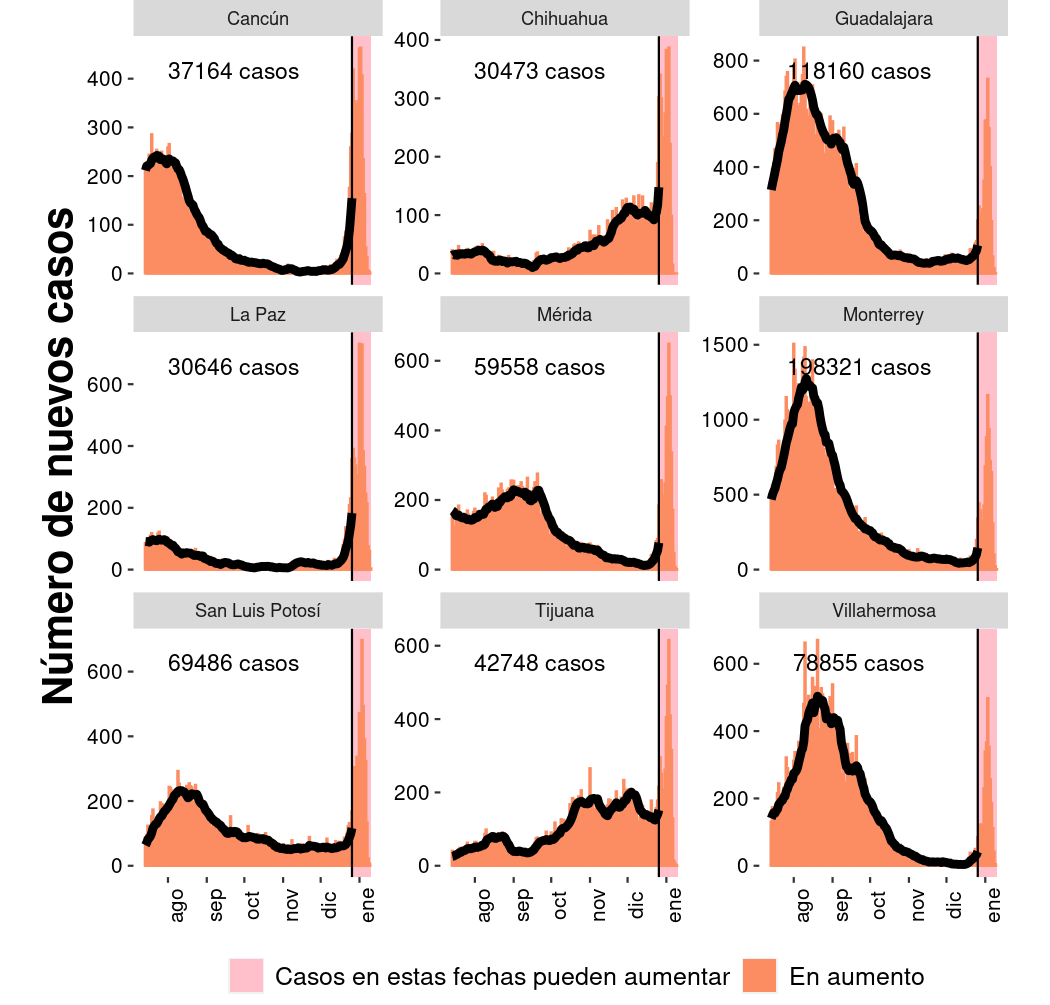 Número de nuevos casos
Cancún
37164 casos
400
300
200
100
0
Chihuahua
30473 casos
400
300
200
100
0
Guadalajara
118160 casos
800
600
400
200
0
La Paz
30646 casos
600
400
200
0
Mérida
59558 casos
600
400
200
0
Monterrey
198321 casos
1500
1000
500
0
San Luis Potosí
69486 casos
600
400
200
0
ago sep oct nov dic ene
Tijuana
42748 casos
600
400
200
0
ago sep oct nov dic ene
Villahermosa
78855 casos
600
400
200
0
ago sep oct nov dic ene
Casos en estas fechas pueden aumentar
En aumento